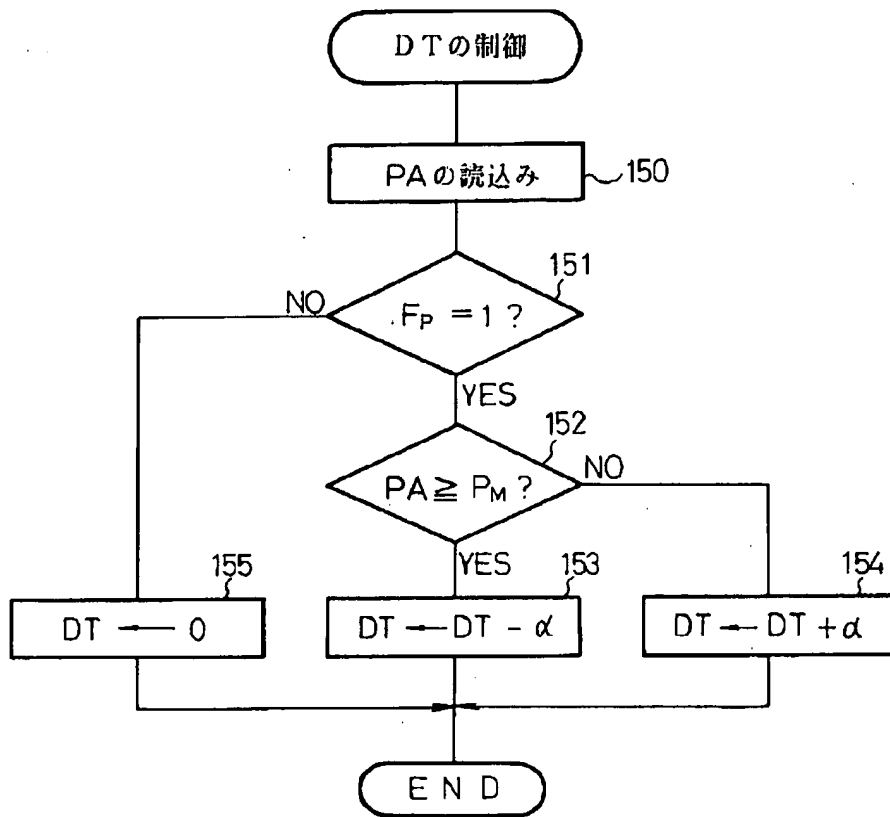 DTの制御
PAの読込み
150
151
NO
FP = 1 ?
YES
152
NO
PA ≧ PM ?
YES
155
153
154
DT ← 0
DT ← DT - α
DT ← DT + α
END